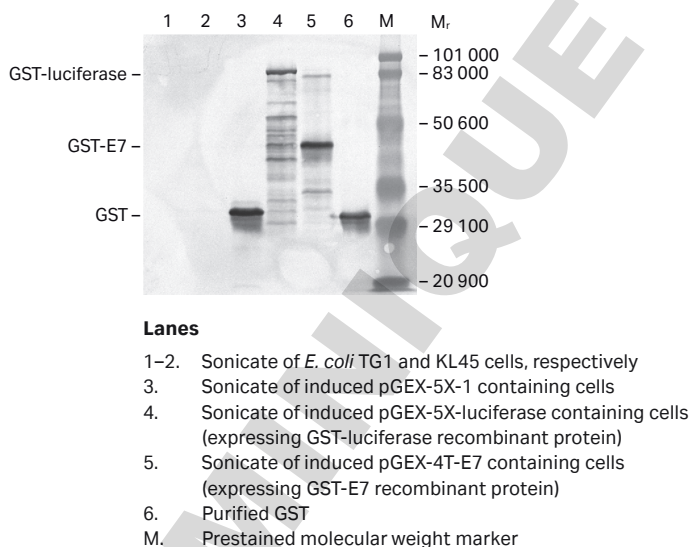 1 2 3 4 5 6 M Mᵣ
GST-luciferase –
GST-E7 –
GST –
– 101 000
– 83 000
– 50 600
– 35 500
– 29 100
– 20 900
Lanes
1–2. Sonicate of E. coli TG1 and KL45 cells, respectively
3. Sonicate of induced pGEX-5X-1 containing cells
4. Sonicate of induced pGEX-5X-luciferase containing cells
(expressing GST-luciferase recombinant protein)
5. Sonicate of induced pGEX-4T-E7 containing cells
(expressing GST-E7 recombinant protein)
6. Purified GST
M. Prestained molecular weight marker
MINIQUE